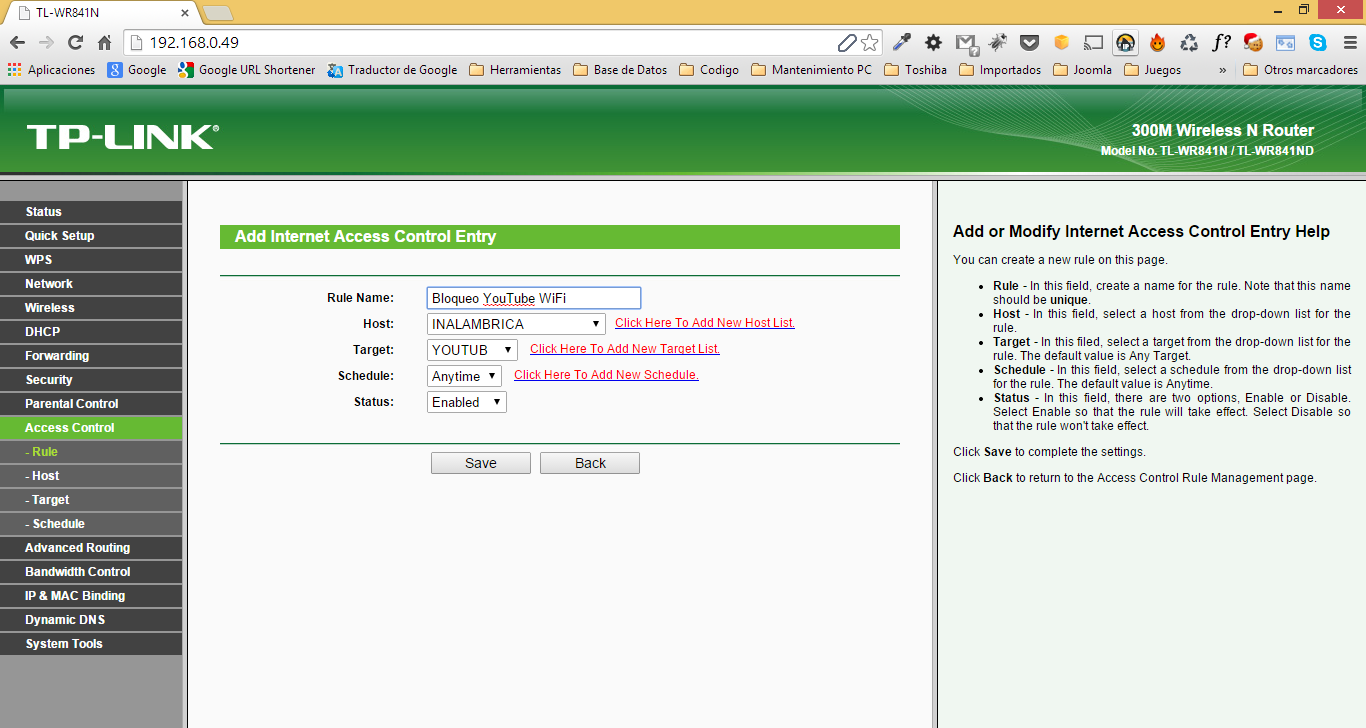 TL-WR841N
192.168.0.49
f?
Aplicaciones Google Google URL Shortener Traductor de Google Herramientas Base de Datos Codigo Mantenimiento PC Toshiba Importados Joomla Juegos » Otros marcadores
TP-LINK®
300M Wireless N Router
Model No. TL-WR841N / TL-WR841ND
Status
Quick Setup
WPS
Network
Wireless
DHCP
Forwarding
Security
Parental Control
Access Control
- Rule
- Host
- Target
- Schedule
Advanced Routing
Bandwidth Control
IP & MAC Binding
Dynamic DNS
System Tools
Add Internet Access Control Entry
Rule Name: Bloqueo YouTube WiFi
Host: INALAMBRICA Click Here To Add New Host List.
Target: YOUTUB Click Here To Add New Target List.
Schedule: Anytime Click Here To Add New Schedule.
Status: Enabled
Save Back
Add or Modify Internet Access Control Entry Help
You can create a new rule on this page.
• Rule - In this field, create a name for the rule. Note that this name
should be unique.
• Host - In this field, select a host from the drop-down list for the
rule.
• Target - In this filed, select a target from the drop-down list for the
rule. The default value is Any Target.
• Schedule - In this field, select a schedule from the drop-down list
for the rule. The default value is Anytime.
• Status - In this field, there are two options, Enable or Disable.
Select Enable so that the rule will take effect. Select Disable so
that the rule won't take effect.
Click Save to complete the settings.
Click Back to return to the Access Control Rule Management page.